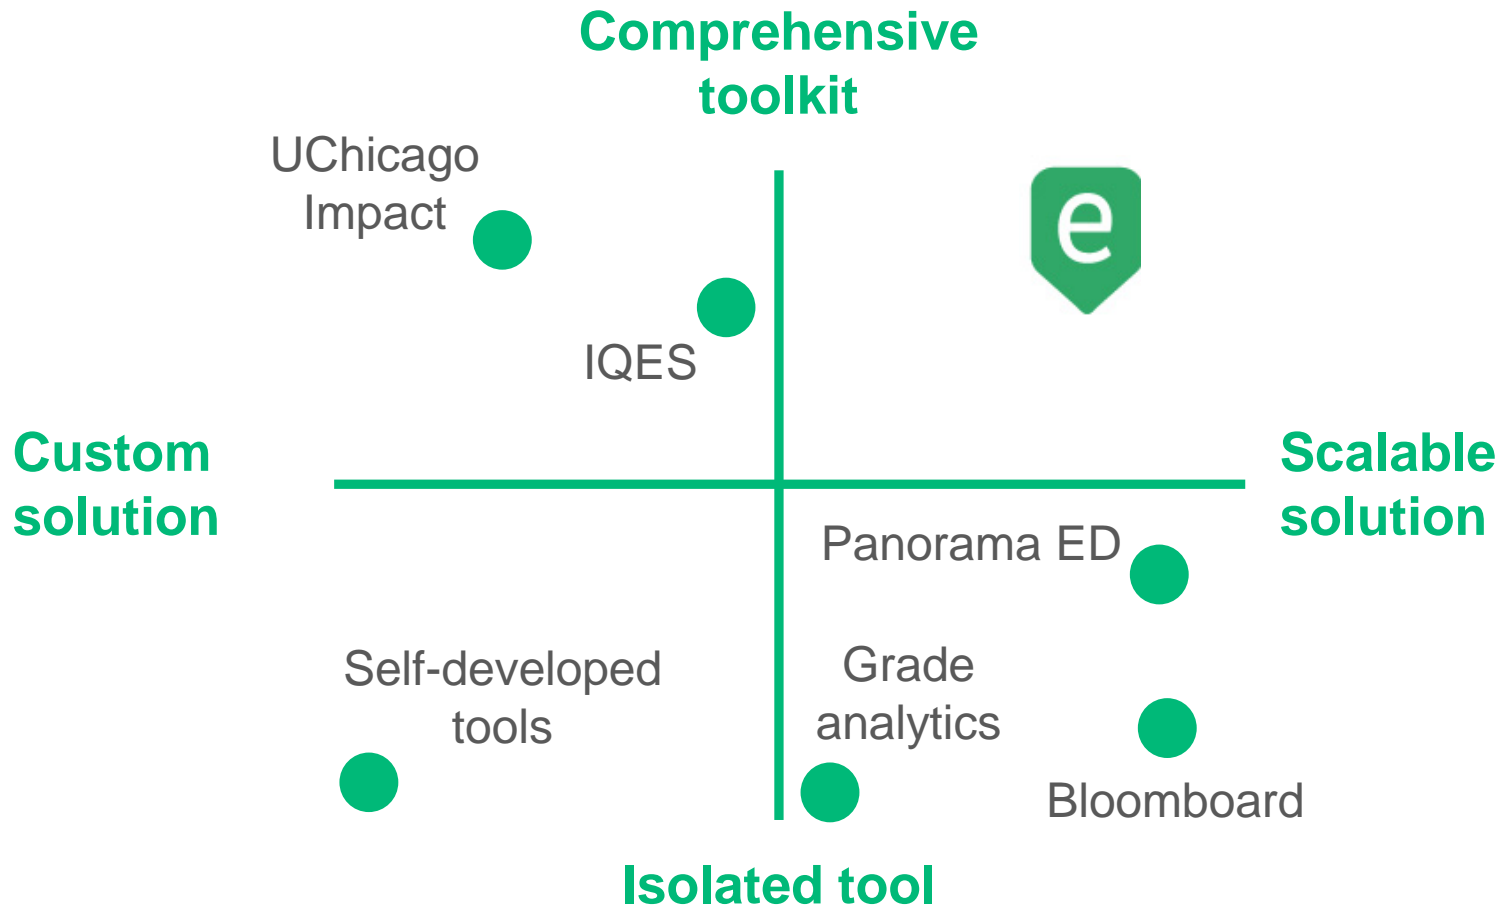 Comprehensive
toolkit
UChicago
Impact
e
IQES
Custom
solution
Scalable
solution
Panorama ED
Self-developed
tools
Grade
analytics
Bloomboard
Isolated tool